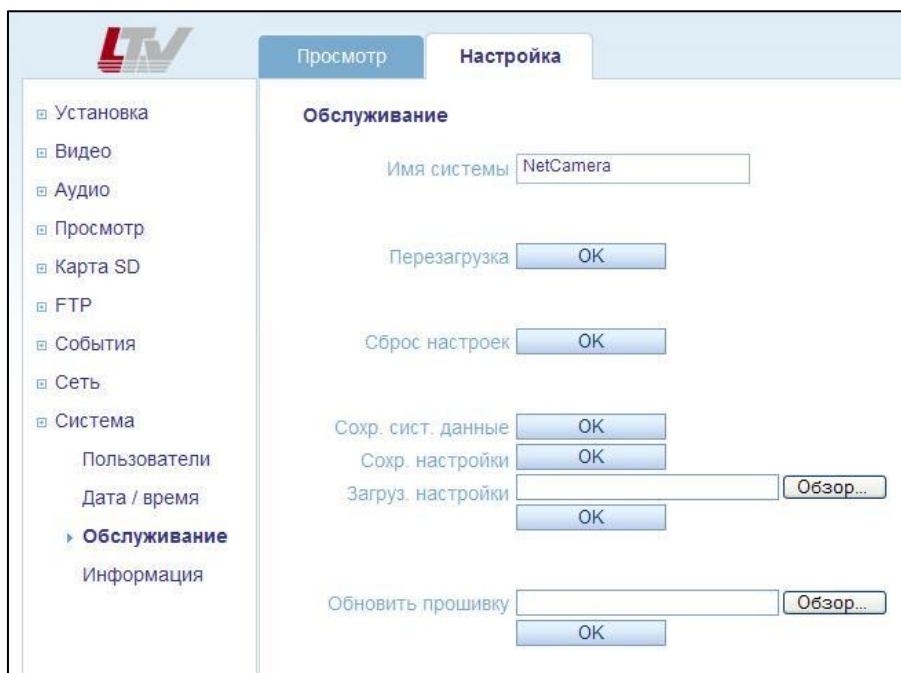 LTV
Просмотр
Настройка
Установка
Видео
Аудио
Просмотр
Карта SD
FTP
События
Сеть
Система
Пользователи
Дата / время
Обслуживание
Информация
Обслуживание
Имя системы NetCamera
Перезагрузка OK
Сброс настроек OK
Сохр. сист. данные OK
Сохр. настройки OK
Загруз. настройки Обзор...
OK
Обновить прошивку Обзор...
OK